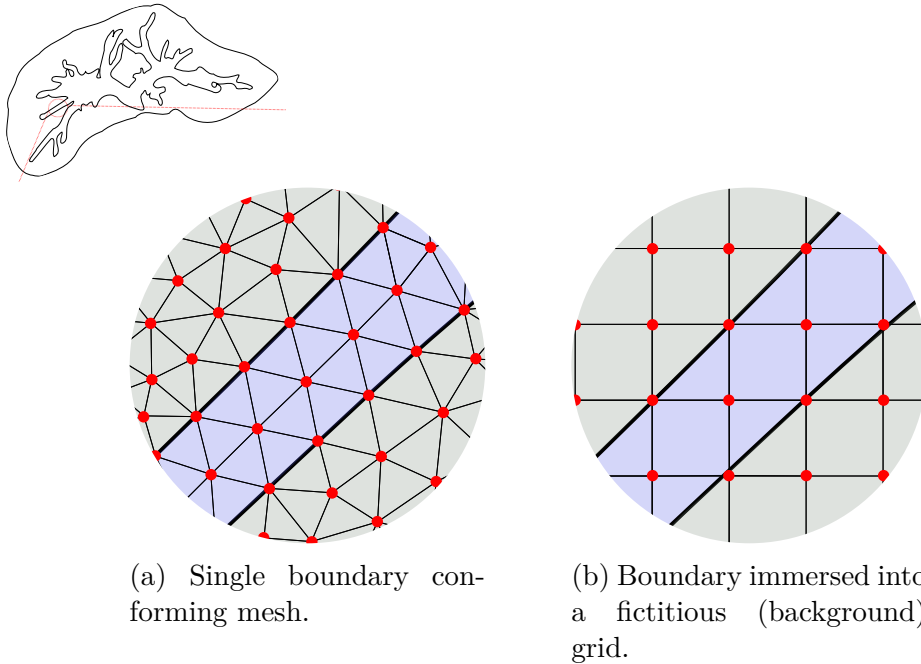 (a) Single boundary con-
forming mesh.
(b) Boundary immersed into
a fictitious (background)
grid.